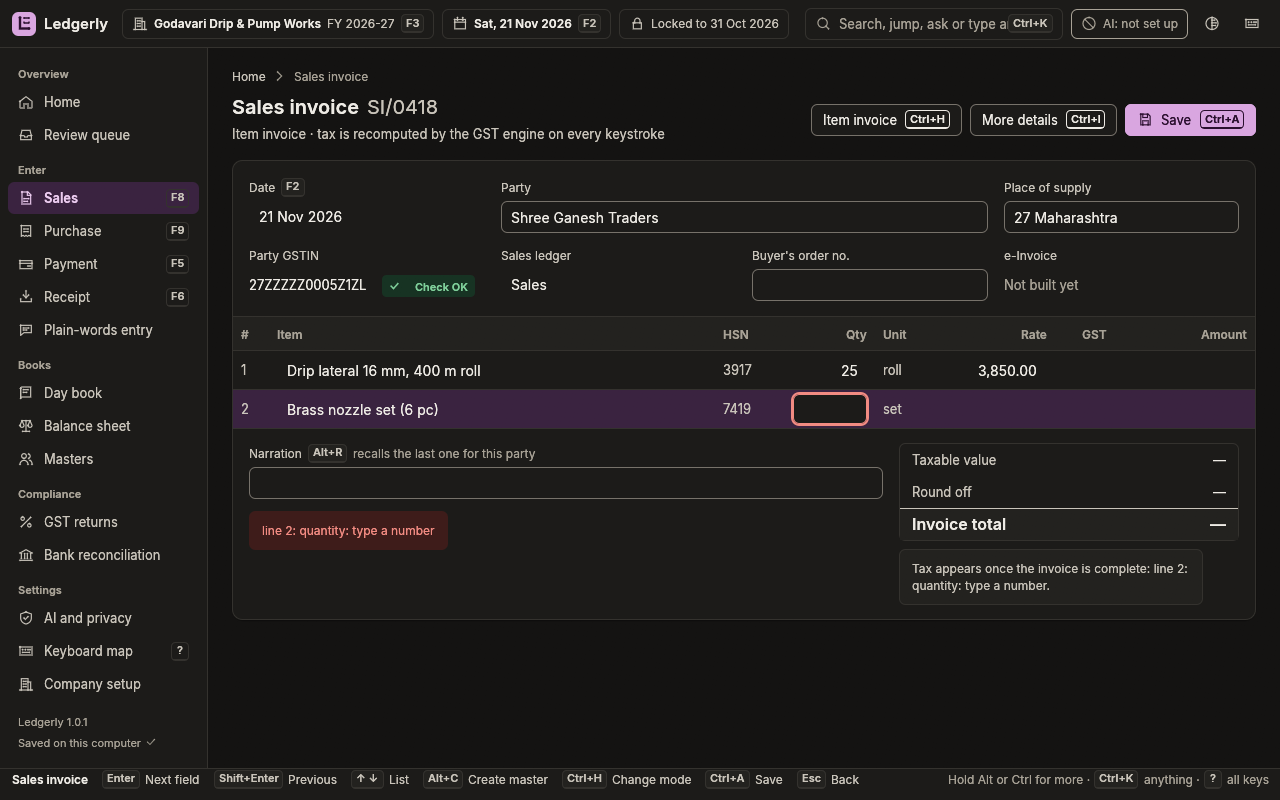 Ledgerly
Godavari Drip & Pump Works FY 2026-27 F3
Sat, 21 Nov 2026 F2
Locked to 31 Oct 2026
Search, jump, ask or type a Ctrl+K
AI: not set up
Overview
Home
Review queue
Enter
Sales F8
Purchase F9
Payment F5
Receipt F6
Plain-words entry
Books
Day book
Balance sheet
Masters
Compliance
GST returns
Bank reconciliation
Settings
AI and privacy
Keyboard map ?
Company setup
Ledgerly 1.0.1
Saved on this computer
Home Sales invoice
Sales invoice SI/0418
Item invoice · tax is recomputed by the GST engine on every keystroke
Item invoice Ctrl+H
More details Ctrl+I
Save Ctrl+A
Date F2 Party Place of supply
21 Nov 2026 Shree Ganesh Traders 27 Maharashtra
Party GSTIN Sales ledger Buyer's order no. e-Invoice
27ZZZZZ0005Z1ZL Check OK Sales Not built yet
# Item HSN Qty Unit Rate GST Amount
1 Drip lateral 16 mm, 400 m roll 3917 25 roll 3,850.00
2 Brass nozzle set (6 pc) 7419 set
Narration Alt+R recalls the last one for this party
line 2: quantity: type a number
Taxable value —
Round off —
Invoice total —
Tax appears once the invoice is complete: line 2:
quantity: type a number.
Sales invoice Enter Next field Shift+Enter Previous ↑ ↓ List Alt+C Create master Ctrl+H Change mode Ctrl+A Save Esc Back Hold Alt or Ctrl for more · Ctrl+K anything · ? all keys